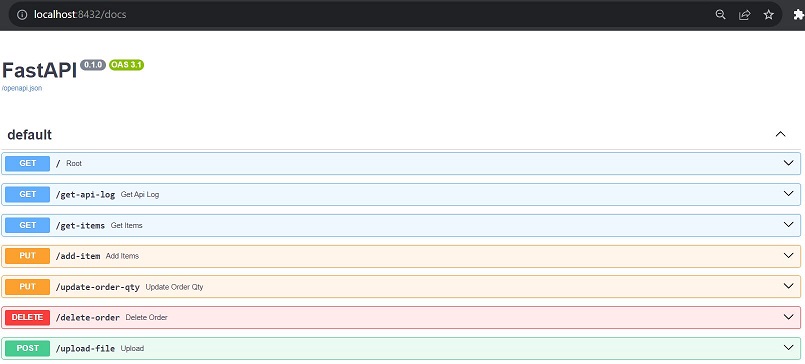 localhost:8432/docs
FastAPI 0.1.0 OAS 3.1
/openapi.json
default
GET / Root
GET /get-api-log Get Api Log
GET /get-items Get Items
PUT /add-item Add Items
PUT /update-order-qty Update Order Qty
DELETE /delete-order Delete Order
POST /upload-file Upload